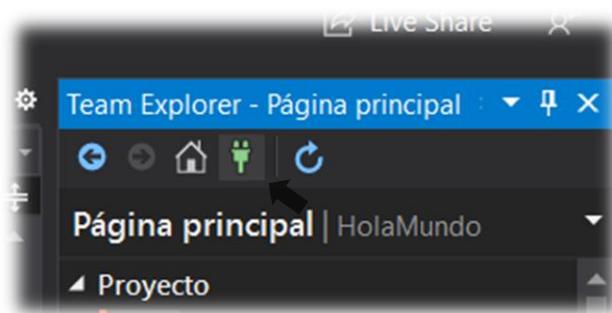 Live Share
Team Explorer - Página principal
Página principal | HolaMundo
Proyecto